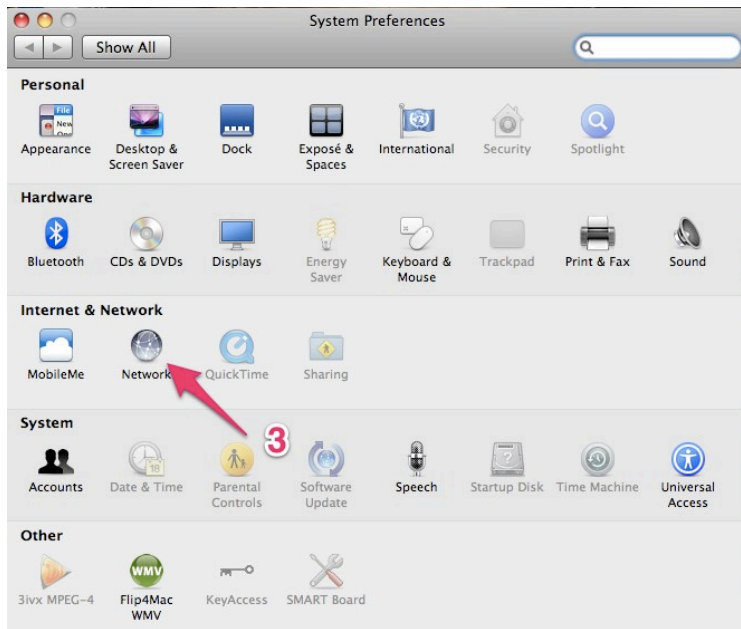 System Preferences
Show All
Personal
File
New
Appearance
Desktop &
Screen Saver
Dock
Exposé &
Spaces
International
Security
Spotlight
Hardware
Bluetooth
CDs & DVDs
Displays
Energy
Saver
Keyboard &
Mouse
Trackpad
Print & Fax
Sound
Internet & Network
MobileMe
Network
QuickTime
Sharing
3
System
Accounts
18
Date & Time
Parental
Controls
Software
Update
Speech
?
Startup Disk
Time Machine
Universal
Access
Other
3ivx MPEG-4
WMV
Flip4Mac
WMV
KeyAccess
SMART Board